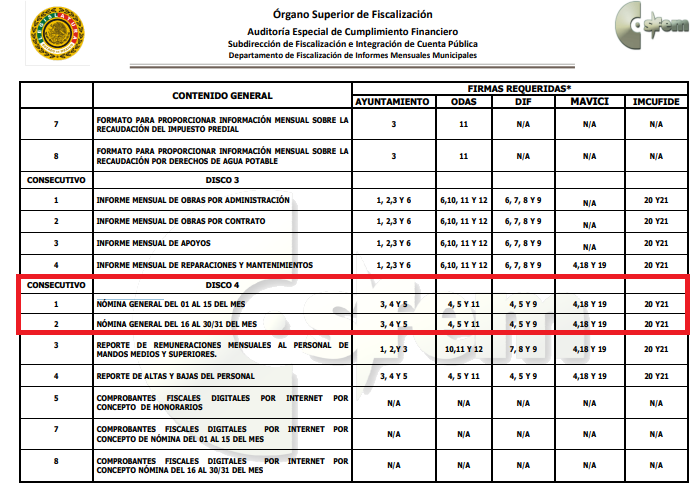 Órgano Superior de Fiscalización
Auditoría Especial de Cumplimiento Financiero
Subdirección de Fiscalización e Integración de Cuenta Pública
Departamento de Fiscalización de Informes Mensuales Municipales
osfem
CONTENIDO GENERAL FIRMAS REQUERIDAS*
AYUNTAMIENTO ODAS DIF MAVICI IMCUFIDE
7 FORMATO PARA PROPORCIONAR INFORMACIÓN MENSUAL SOBRE LA 3 11 N/A N/A N/A
RECAUDACIÓN DEL IMPUESTO PREDIAL
8 FORMATO PARA PROPORCIONAR INFORMACIÓN MENSUAL SOBRE LA 3 11 N/A N/A N/A
RECAUDACIÓN POR DERECHOS DE AGUA POTABLE
CONSECUTIVO DISCO 3
1 INFORME MENSUAL DE OBRAS POR ADMINISTRACIÓN 1, 2,3 Y 6 6,10, 11 Y 12 6, 7, 8 Y 9 N/A 20 Y21
2 INFORME MENSUAL DE OBRAS POR CONTRATO 1, 2,3 Y 6 6,10, 11 Y 12 6, 7, 8 Y 9 N/A 20 Y21
3 INFORME MENSUAL DE APOYOS 1, 2,3 Y 6 6,10, 11 Y 12 6, 7, 8 Y 9 N/A 20 Y21
4 INFORME MENSUAL DE REPARACIONES Y MANTENIMIENTOS 1, 2,3 Y 6 6,10, 11 Y 12 6, 7, 8 Y 9 4,18 Y 19 20 Y21
CONSECUTIVO DISCO 4
1 NÓMINA GENERAL DEL 01 AL 15 DEL MES 3, 4 Y 5 4, 5 Y 11 4, 5 Y 9 4,18 Y 19 20 Y21
2 NÓMINA GENERAL DEL 16 AL 30/31 DEL MES 3, 4 Y 5 4, 5 Y 11 4, 5 Y 9 4,18 Y 19 20 Y21
3 REPORTE DE REMUNERACIONES MENSUALES AL PERSONAL DE 1, 2,Y 3 10,11 Y 12 7, 8 Y 9 4,18 Y 19 20 Y21
MANDOS MEDIOS Y SUPERIORES.
4 REPORTE DE ALTAS Y BAJAS DEL PERSONAL 3, 4 Y 5 4, 5 Y 11 4, 5 Y 9 4,18 Y 19 20 Y21
5 COMPROBANTES FISCALES DIGITALES POR INTERNET POR N/A N/A N/A N/A N/A
CONCEPTO DE HONORARIOS
7 COMPROBANTES FISCALES DIGITALES POR INTERNET POR N/A N/A N/A N/A N/A
CONCEPTO DE NÓMINA DEL 01 AL 15 DEL MES
8 COMPROBANTES FISCALES DIGITALES POR INTERNET POR N/A N/A N/A N/A N/A
CONCEPTO NÓMINA DEL 16 AL 30/31 DEL MES